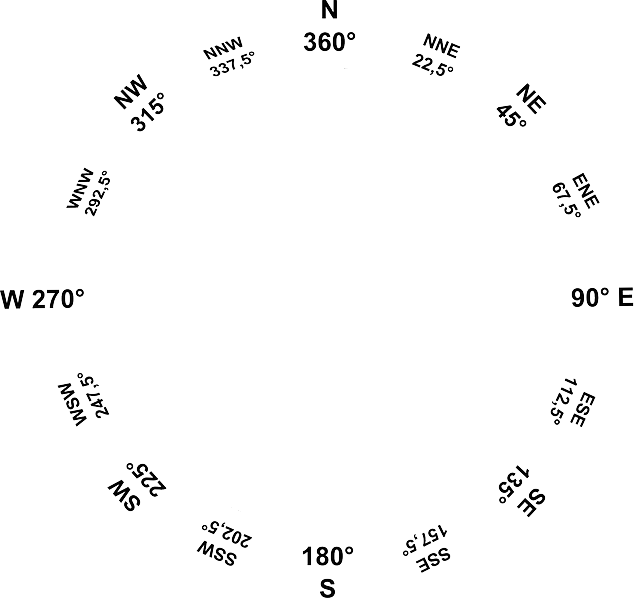 N
360°
NNE
22,5°
NE
45°
ENE
67,5°
90° E
ESE
112,5°
SE
135°
SSE
157,5°
180°
S
SSW
202,5°
SW
225°
WSW
247,5°
W 270°
WNW
292,5°
NW
315°
NNW
337,5°